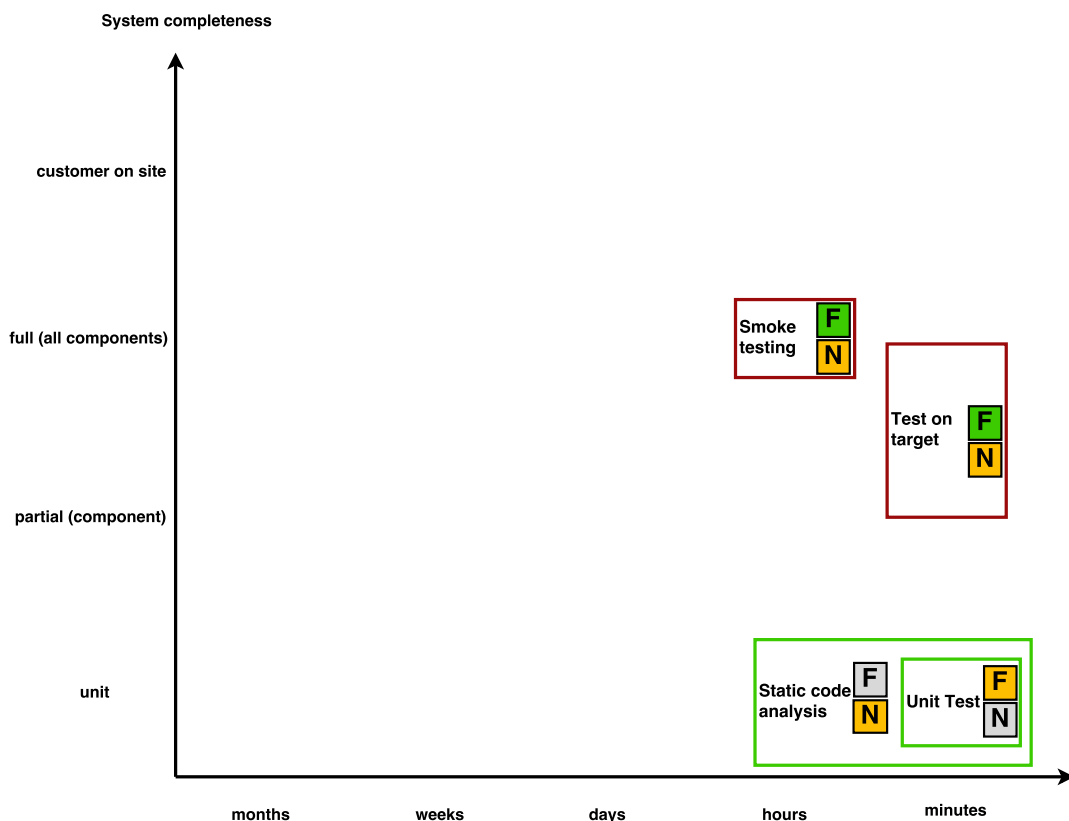 System completeness
customer on site
full (all components)
Smoke
testing
F
N
Test on
target
F
N
partial (component)
unit
Static code
analysis
F
N
Unit Test
F
N
months
weeks
days
hours
minutes